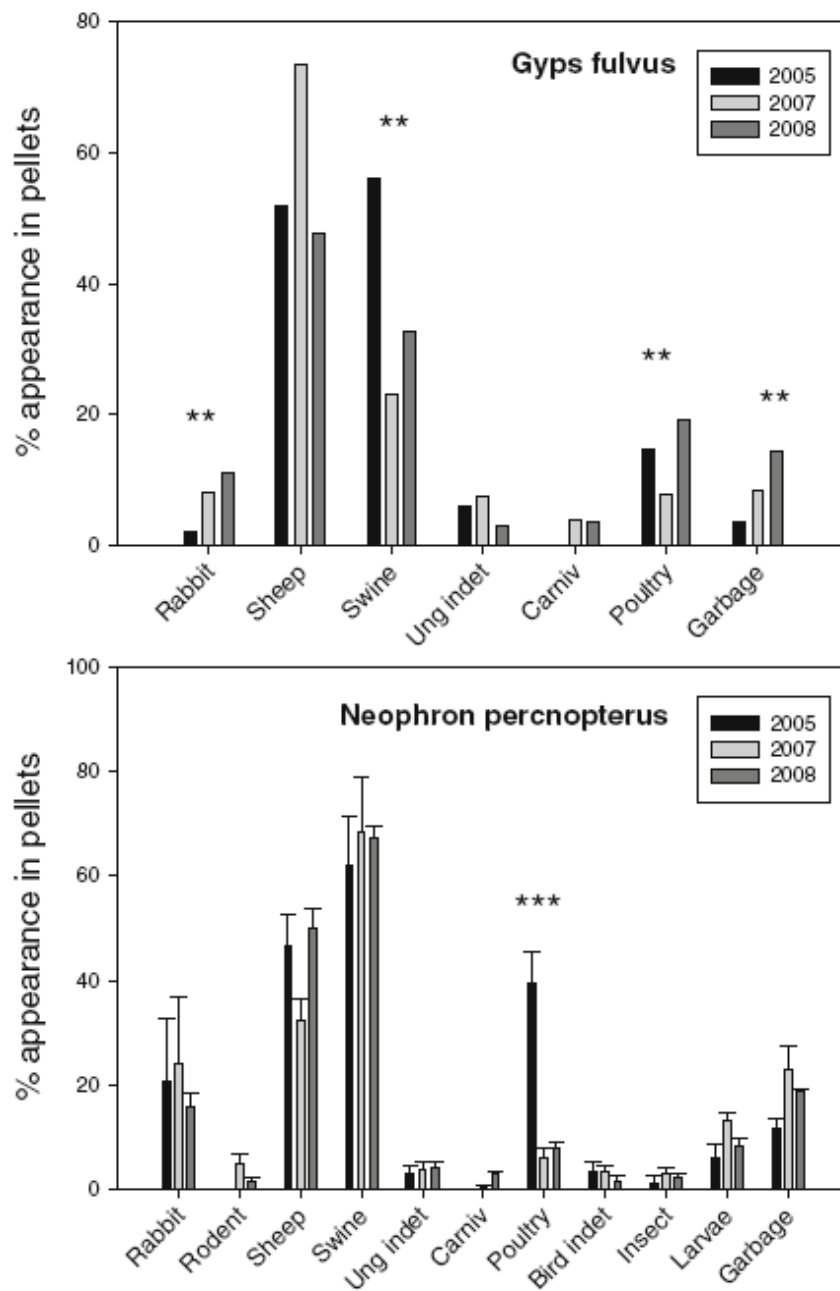 % appearance in pellets
80
60
40
20
0
Gyps fulvus
2005
2007
2008
**
**
**
**
Rabbit
Sheep
Swine
Ung indet
Carniv
Poultry
Garbage
% appearance in pellets
100
80
60
40
20
0
Neophron percnopterus
2005
2007
2008
***
Rabbit
Rodent
Sheep
Swine
Ung indet
Carniv
Poultry
Bird indet
Insect
Larvae
Garbage